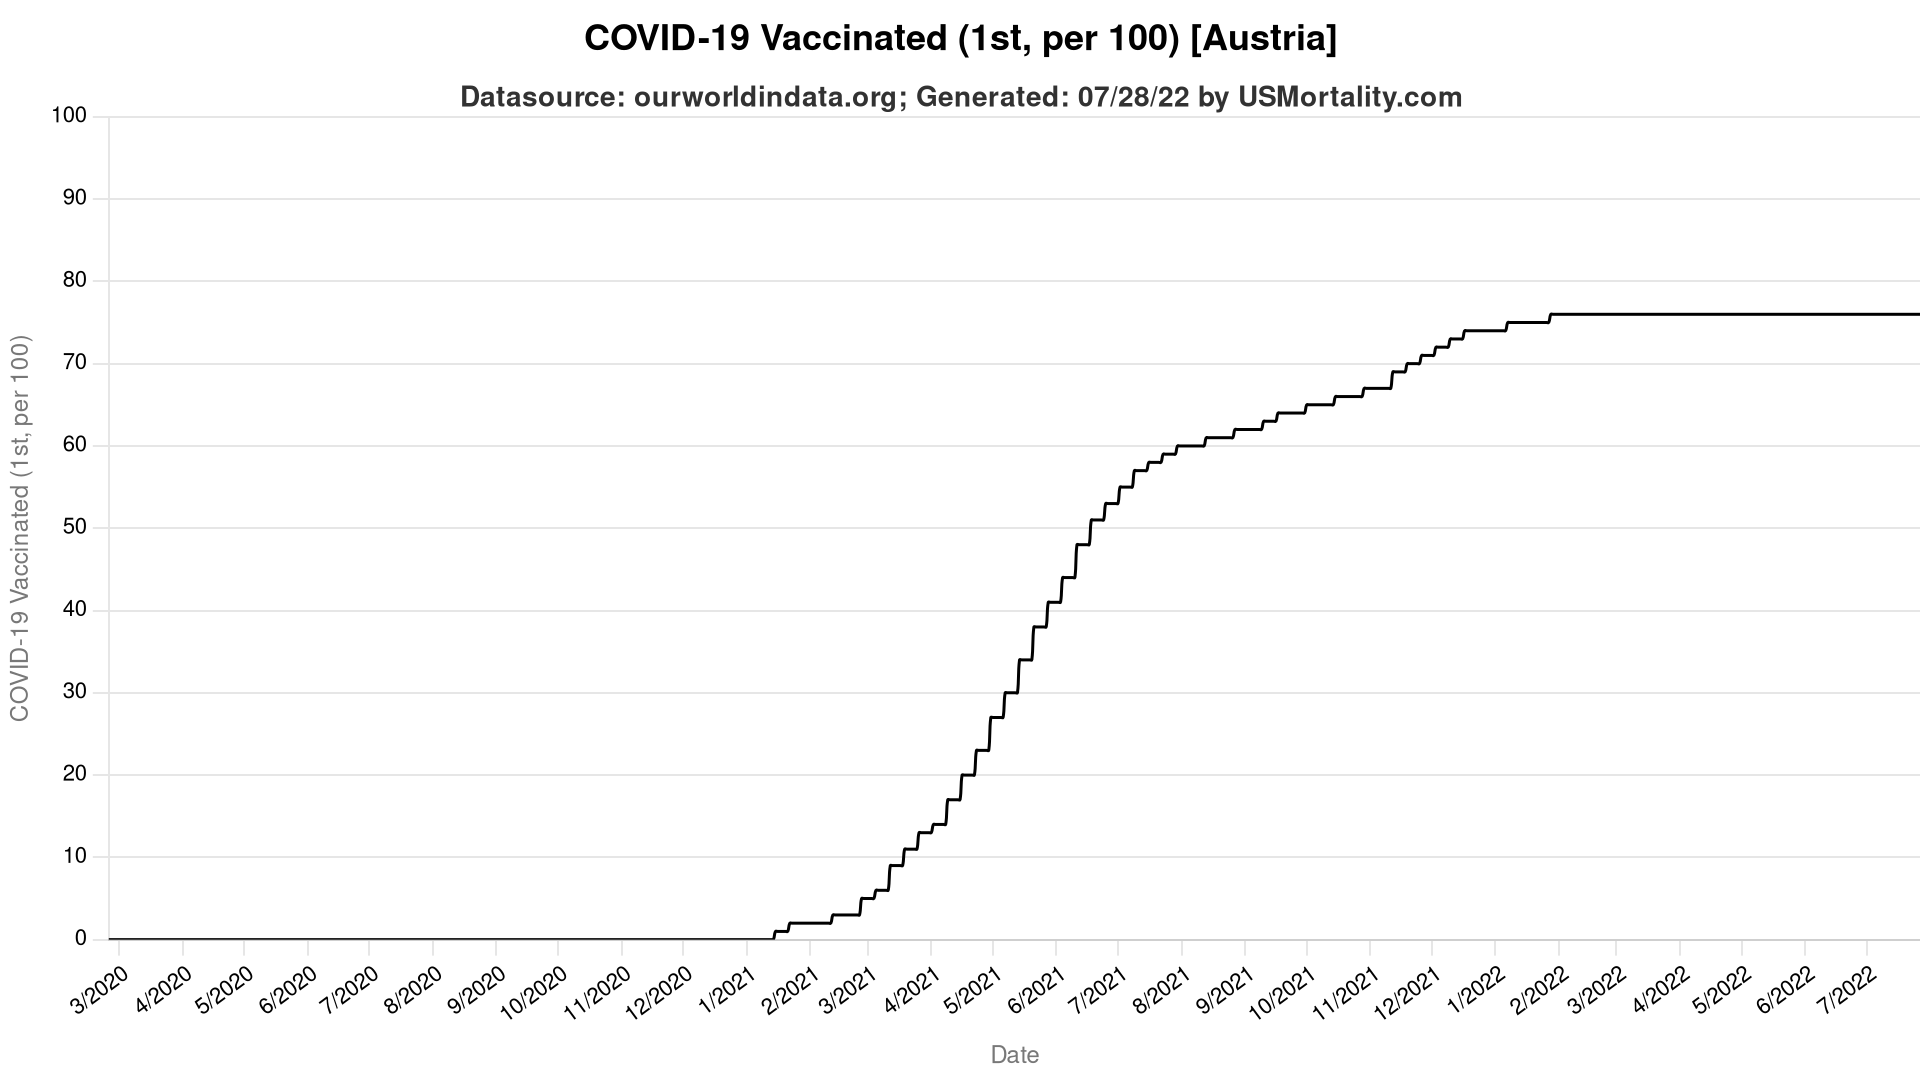 COVID-19 Vaccinated (1st, per 100) [Austria]
Datasource: ourworldindata.org; Generated: 07/28/22 by USMortality.com
COVID-19 Vaccinated (1st, per 100)
100
90
80
70
60
50
40
30
20
10
0
3/2020 4/2020 5/2020 6/2020 7/2020 8/2020 9/2020 10/2020 11/2020 12/2020 1/2021 2/2021 3/2021 4/2021 5/2021 6/2021 7/2021 8/2021 9/2021 10/2021 11/2021 12/2021 1/2022 2/2022 3/2022 4/2022 5/2022 6/2022 7/2022
Date